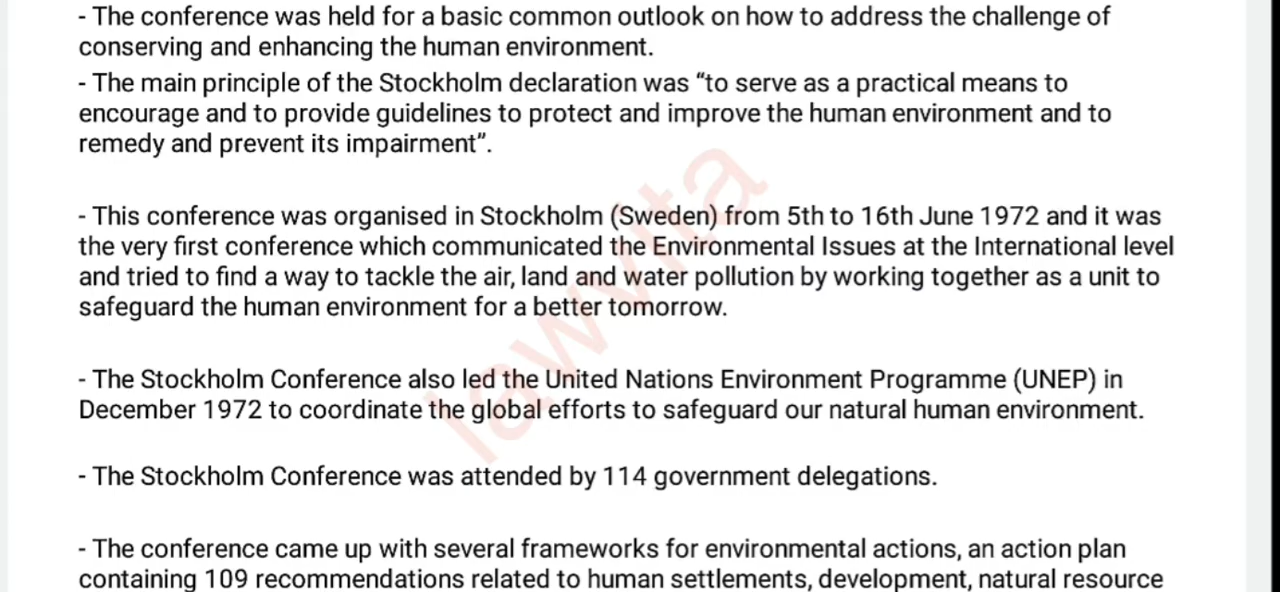 - The conference was held for a basic common outlook on how to address the challenge of
conserving and enhancing the human environment.
- The main principle of the Stockholm declaration was “to serve as a practical means to
encourage and to provide guidelines to protect and improve the human environment and to
remedy and prevent its impairment”.
- This conference was organised in Stockholm (Sweden) from 5th to 16th June 1972 and it was
the very first conference which communicated the Environmental Issues at the International level
and tried to find a way to tackle the air, land and water pollution by working together as a unit to
safeguard the human environment for a better tomorrow.
- The Stockholm Conference also led the United Nations Environment Programme (UNEP) in
December 1972 to coordinate the global efforts to safeguard our natural human environment.
- The Stockholm Conference was attended by 114 government delegations.
- The conference came up with several frameworks for environmental actions, an action plan
containing 109 recommendations related to human settlements, development, natural resource
lawvita